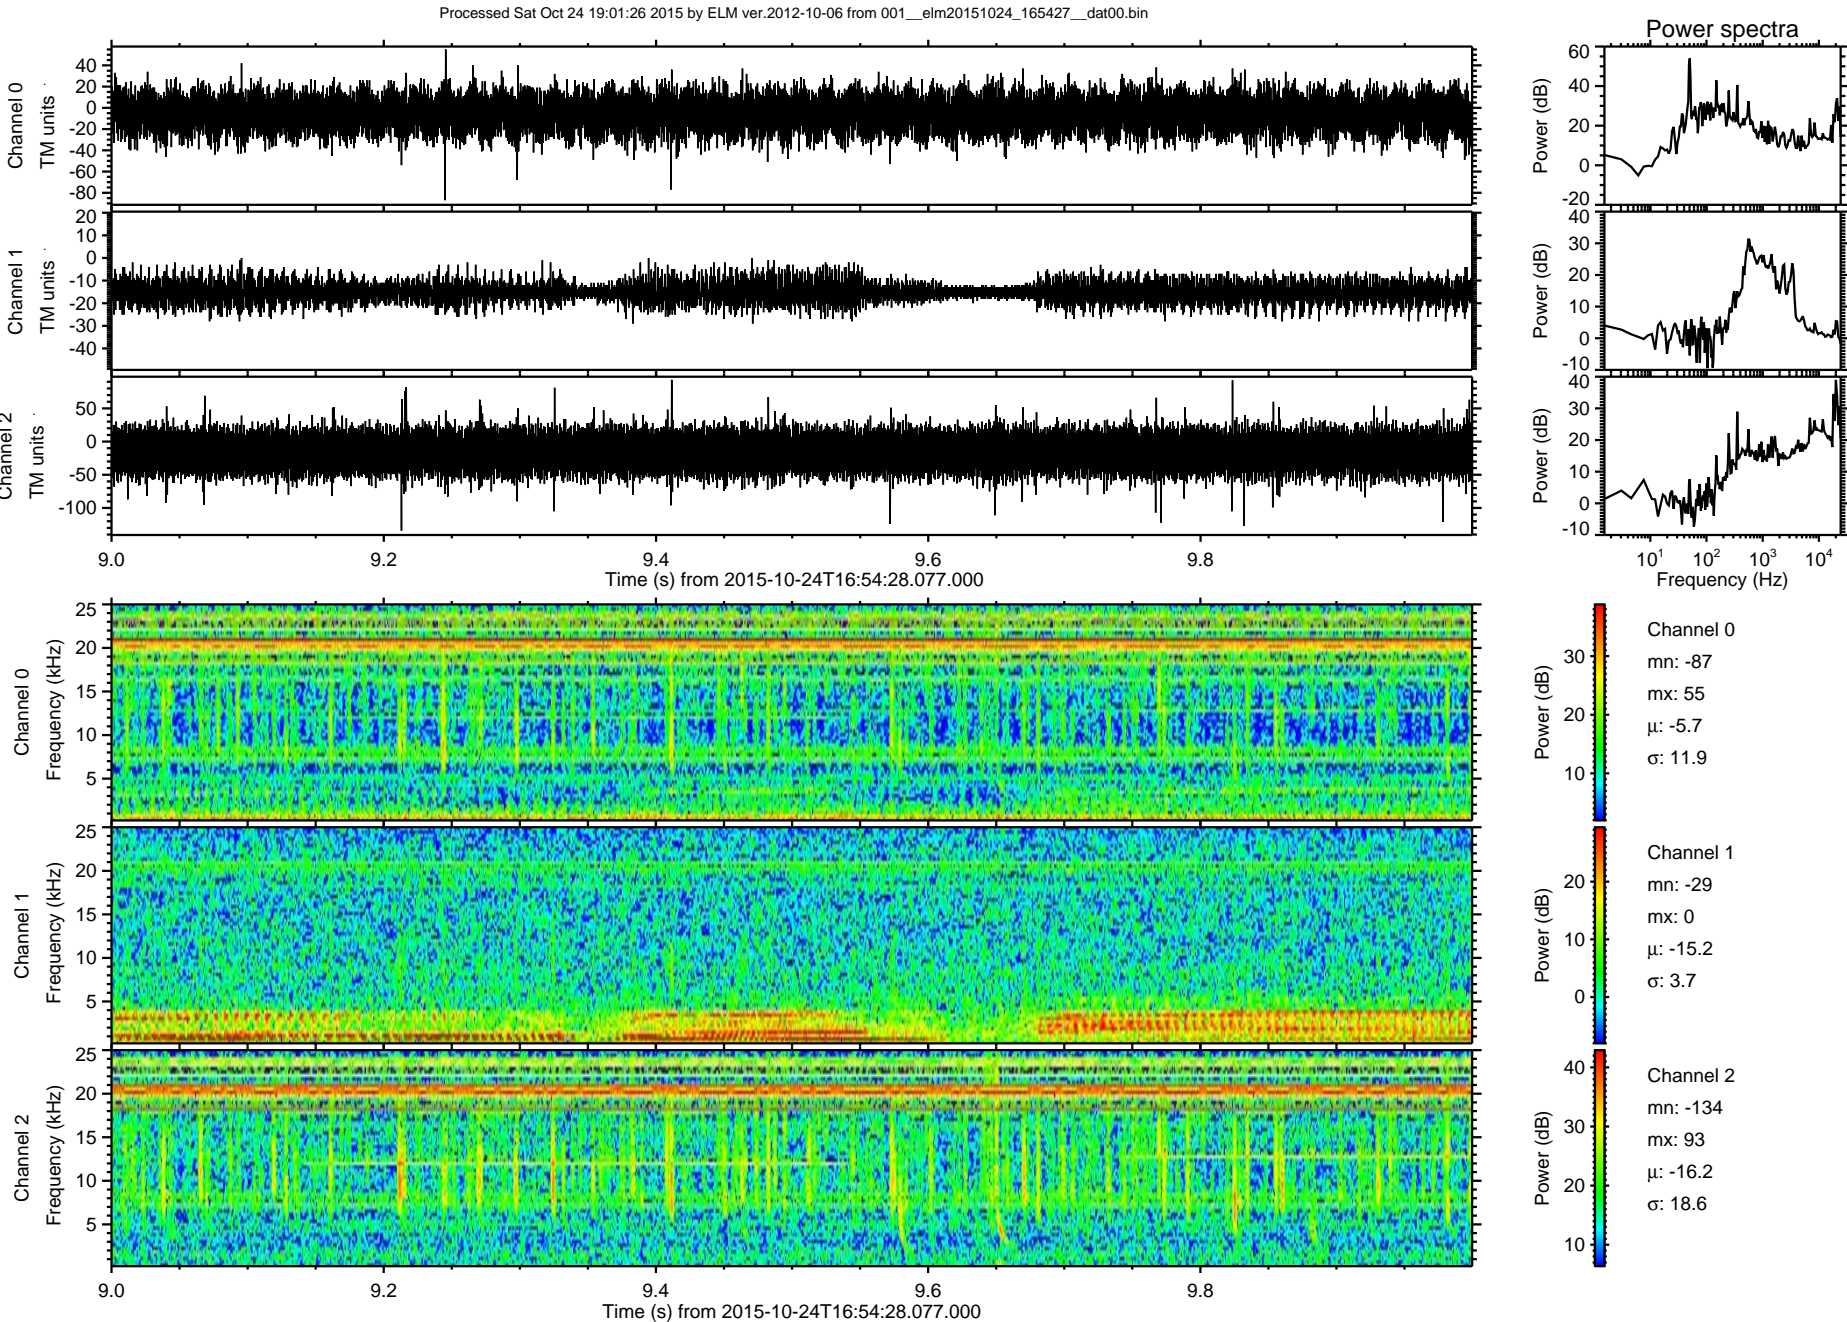 Processed Sat Oct 24 19:01:26 2015 by ELM ver.2012-10-06 from 001__elm20151024_165427__dat00.bin
Power spectra
Channel 0
TM units
40
20
0
-20
-40
-60
-80
Power (dB)
60
40
20
0
-20
Channel 1
TM units
20
10
0
-10
-20
-30
-40
Power (dB)
40
30
20
10
0
-10
Channel 2
TM units
50
0
-50
-100
Power (dB)
40
30
20
10
0
-10
9.0 9.2 9.4 9.6 9.8
Time (s) from 2015-10-24T16:54:28.077.000
10^1 10^2 10^3 10^4
Frequency (Hz)
Channel 0
Frequency (kHz)
25
20
15
10
5
Power (dB)
30
20
10
Channel 0
mn: -87
mx: 55
μ: -5.7
σ: 11.9
Channel 1
Frequency (kHz)
25
20
15
10
5
Power (dB)
20
10
0
Channel 1
mn: -29
mx: 0
μ: -15.2
σ: 3.7
Channel 2
Frequency (kHz)
25
20
15
10
5
Power (dB)
40
30
20
10
Channel 2
mn: -134
mx: 93
μ: -16.2
σ: 18.6
9.0 9.2 9.4 9.6 9.8
Time (s) from 2015-10-24T16:54:28.077.000